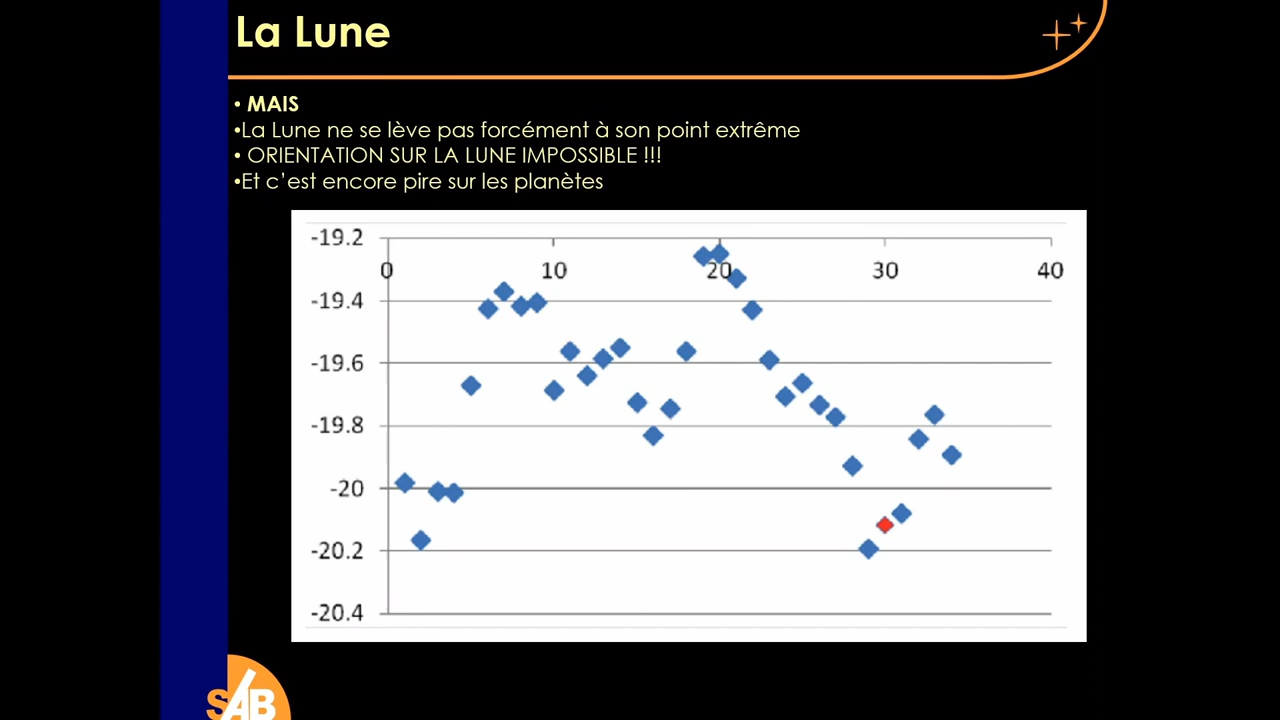 La Lune
• MAIS
•La Lune ne se lève pas forcément à son point extrême
• ORIENTATION SUR LA LUNE IMPOSSIBLE !!!
•Et c’est encore pire sur les planètes
-19.2
0 10 20 30 40
-19.4
-19.6
-19.8
-20
-20.2
-20.4
SAB